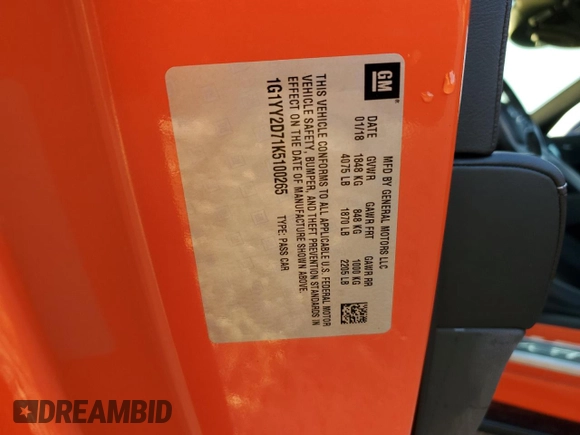 GM
MFD BY GENERAL MOTORS LLC
DATE GVWR GAWR FRT GAWR RR
01/18 1848 KG 848 KG 1000 KG
4075 LB 1870 LB 2205 LB
THIS VEHICLE CONFORMS TO ALL APPLICABLE U.S. FEDERAL MOTOR
VEHICLE SAFETY, BUMPER, AND THEFT PREVENTION STANDARDS IN
EFFECT ON THE DATE OF MANUFACTURE SHOWN ABOVE.
1G1YY2D71K5100265 TYPE: PASS CAR
DREAMBID